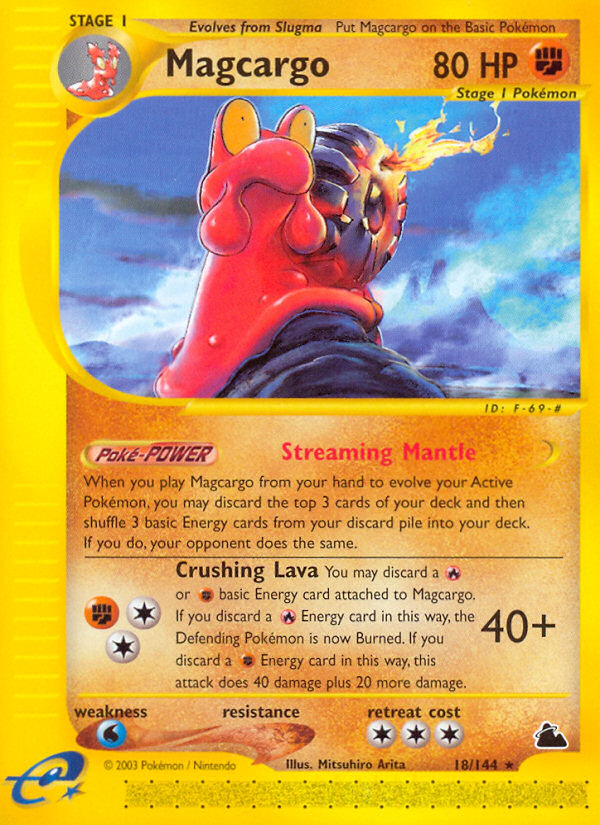 STAGE 1
Evolves from Slugma Put Magcargo on the Basic Pokémon
Magcargo 80 HP
Stage 1 Pokémon
ID: F-69-#
Poké-POWER Streaming Mantle
When you play Magcargo from your hand to evolve your Active
Pokémon, you may discard the top 3 cards of your deck and then
shuffle 3 basic Energy cards from your discard pile into your deck.
If you do, your opponent does the same.
Crushing Lava You may discard a
or basic Energy card attached to Magcargo.
If you discard a Energy card in this way, the
Defending Pokémon is now Burned. If you
discard a Energy card in this way, this
attack does 40 damage plus 20 more damage.
40+
weakness resistance retreat cost
© 2003 Pokémon / Nintendo Illus. Mitsuhiro Arita 18/144 ★
e